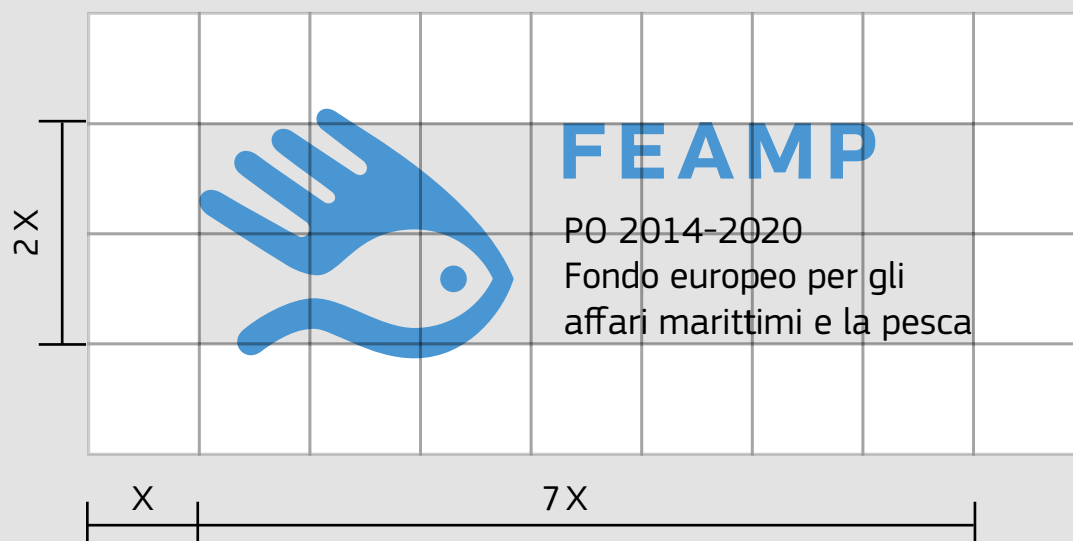 FEAMP
2X
PO 2014-2020
Fondo europeo per gli
affari marittimi e la pesca
X
7X